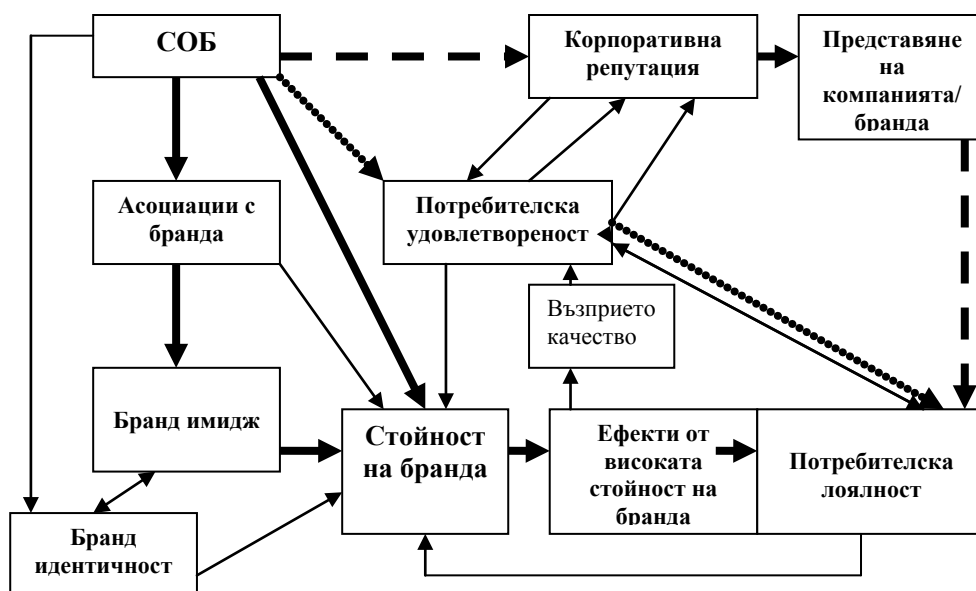 СОБ
Корпоративна
репутация
Представяне
на
компанията/
бранда
Асоциации с
бранда
Потребителска
удовлетвореност
Възприето
качество
Бранд имидж
Стойност
на бранда
Ефекти от
високата
стойност на
бранда
Потребителска
лоялност
Бранд
идентичност